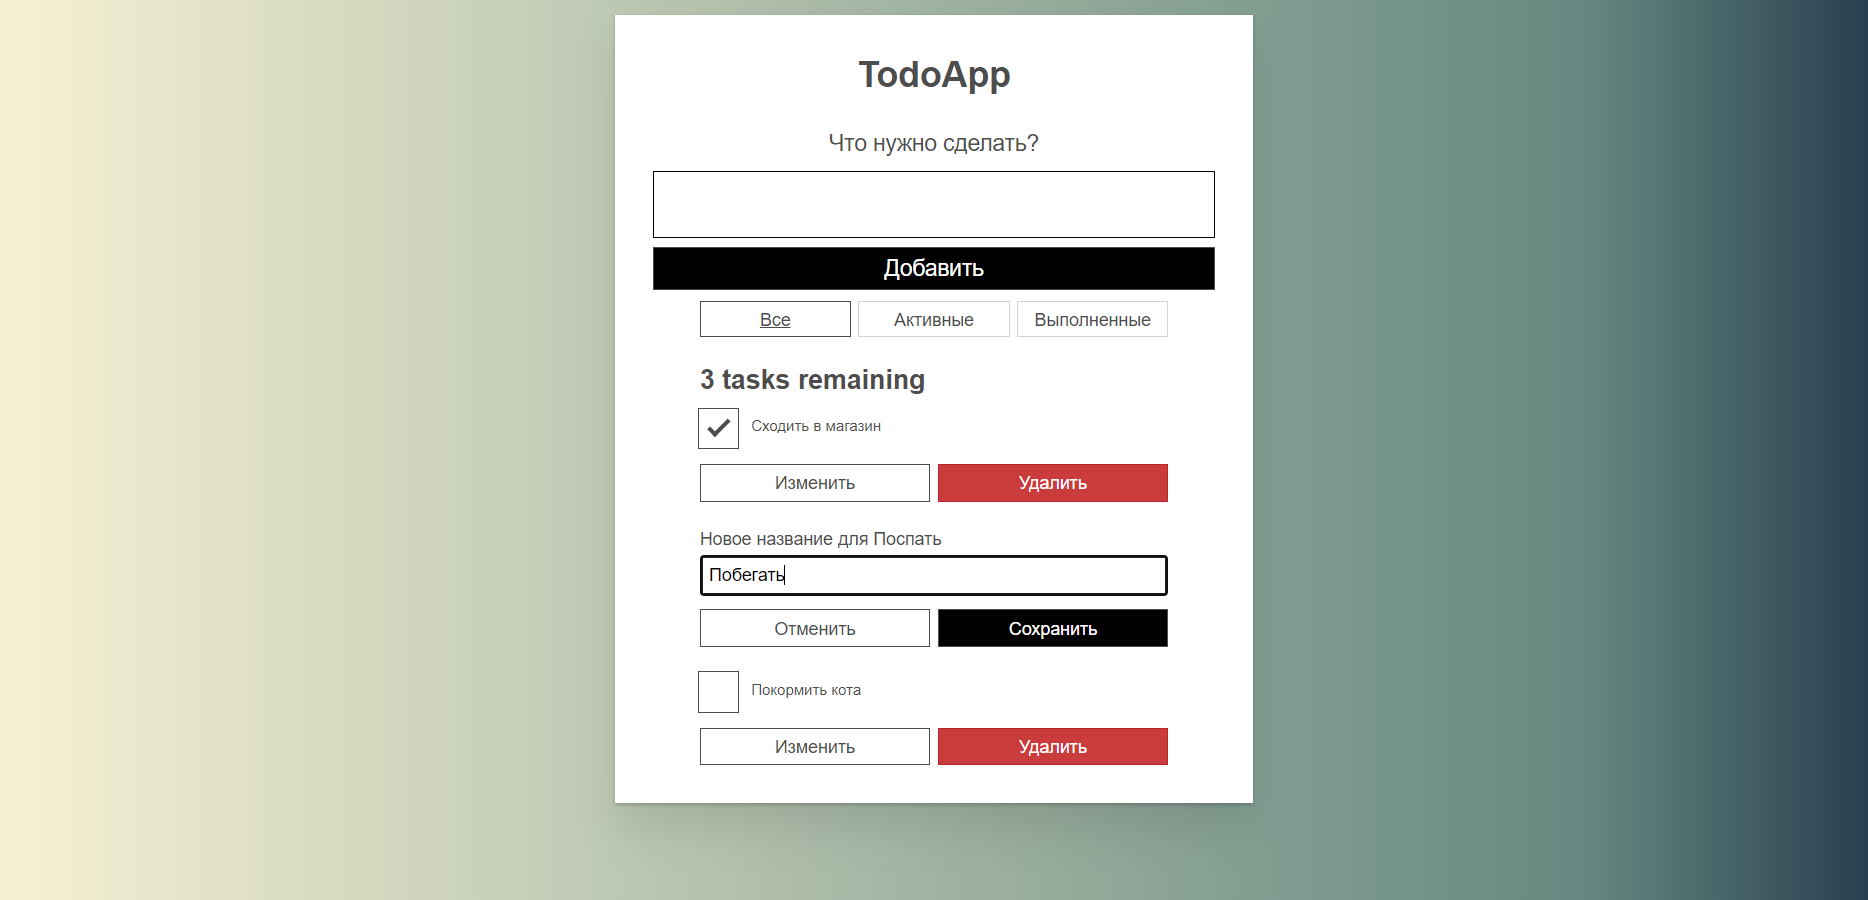 TodoApp
Что нужно сделать?
Добавить
Все Активные Выполненные
3 tasks remaining
Сходить в магазин
Изменить Удалить
Новое название для Поспать
Побегать
Отменить Сохранить
Покормить кота
Изменить Удалить